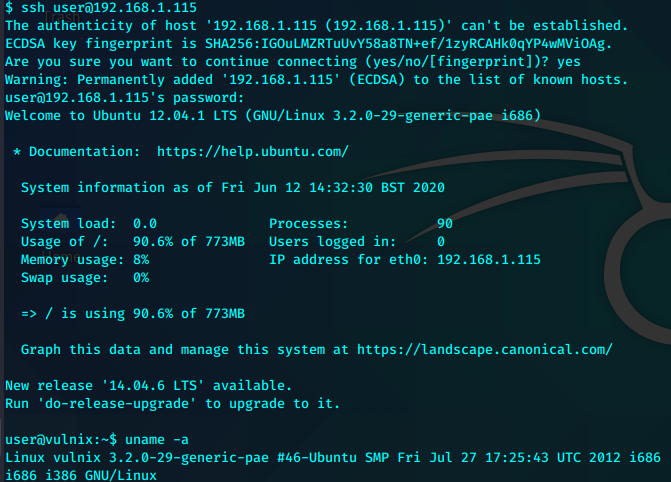 Trash
$ ssh user@192.168.1.115
The authenticity of host '192.168.1.115 (192.168.1.115)' can't be established.
ECDSA key fingerprint is SHA256:IGOuLMZRTuUvY58a8TN+ef/1zyRCAHk0qYP4wMViOAg.
Are you sure you want to continue connecting (yes/no/[fingerprint])? yes
Warning: Permanently added '192.168.1.115' (ECDSA) to the list of known hosts.
user@192.168.1.115's password:
Welcome to Ubuntu 12.04.1 LTS (GNU/Linux 3.2.0-29-generic-pae i686)
 * Documentation:  https://help.ubuntu.com/
  System information as of Fri Jun 12 14:32:30 BST 2020
  System load:  0.0               Processes:           90
  Usage of /:   90.6% of 773MB   Users logged in:     0
  Memory usage: 8%                IP address for eth0: 192.168.1.115
  Swap usage:   0%
  => / is using 90.6% of 773MB
  Graph this data and manage this system at https://landscape.canonical.com/
New release '14.04.6 LTS' available.
Run 'do-release-upgrade' to upgrade to it.
user@vulnix:~$ uname -a
Linux vulnix 3.2.0-29-generic-pae #46-Ubuntu SMP Fri Jul 27 17:25:43 UTC 2012 i686
i686 i386 GNU/Linux